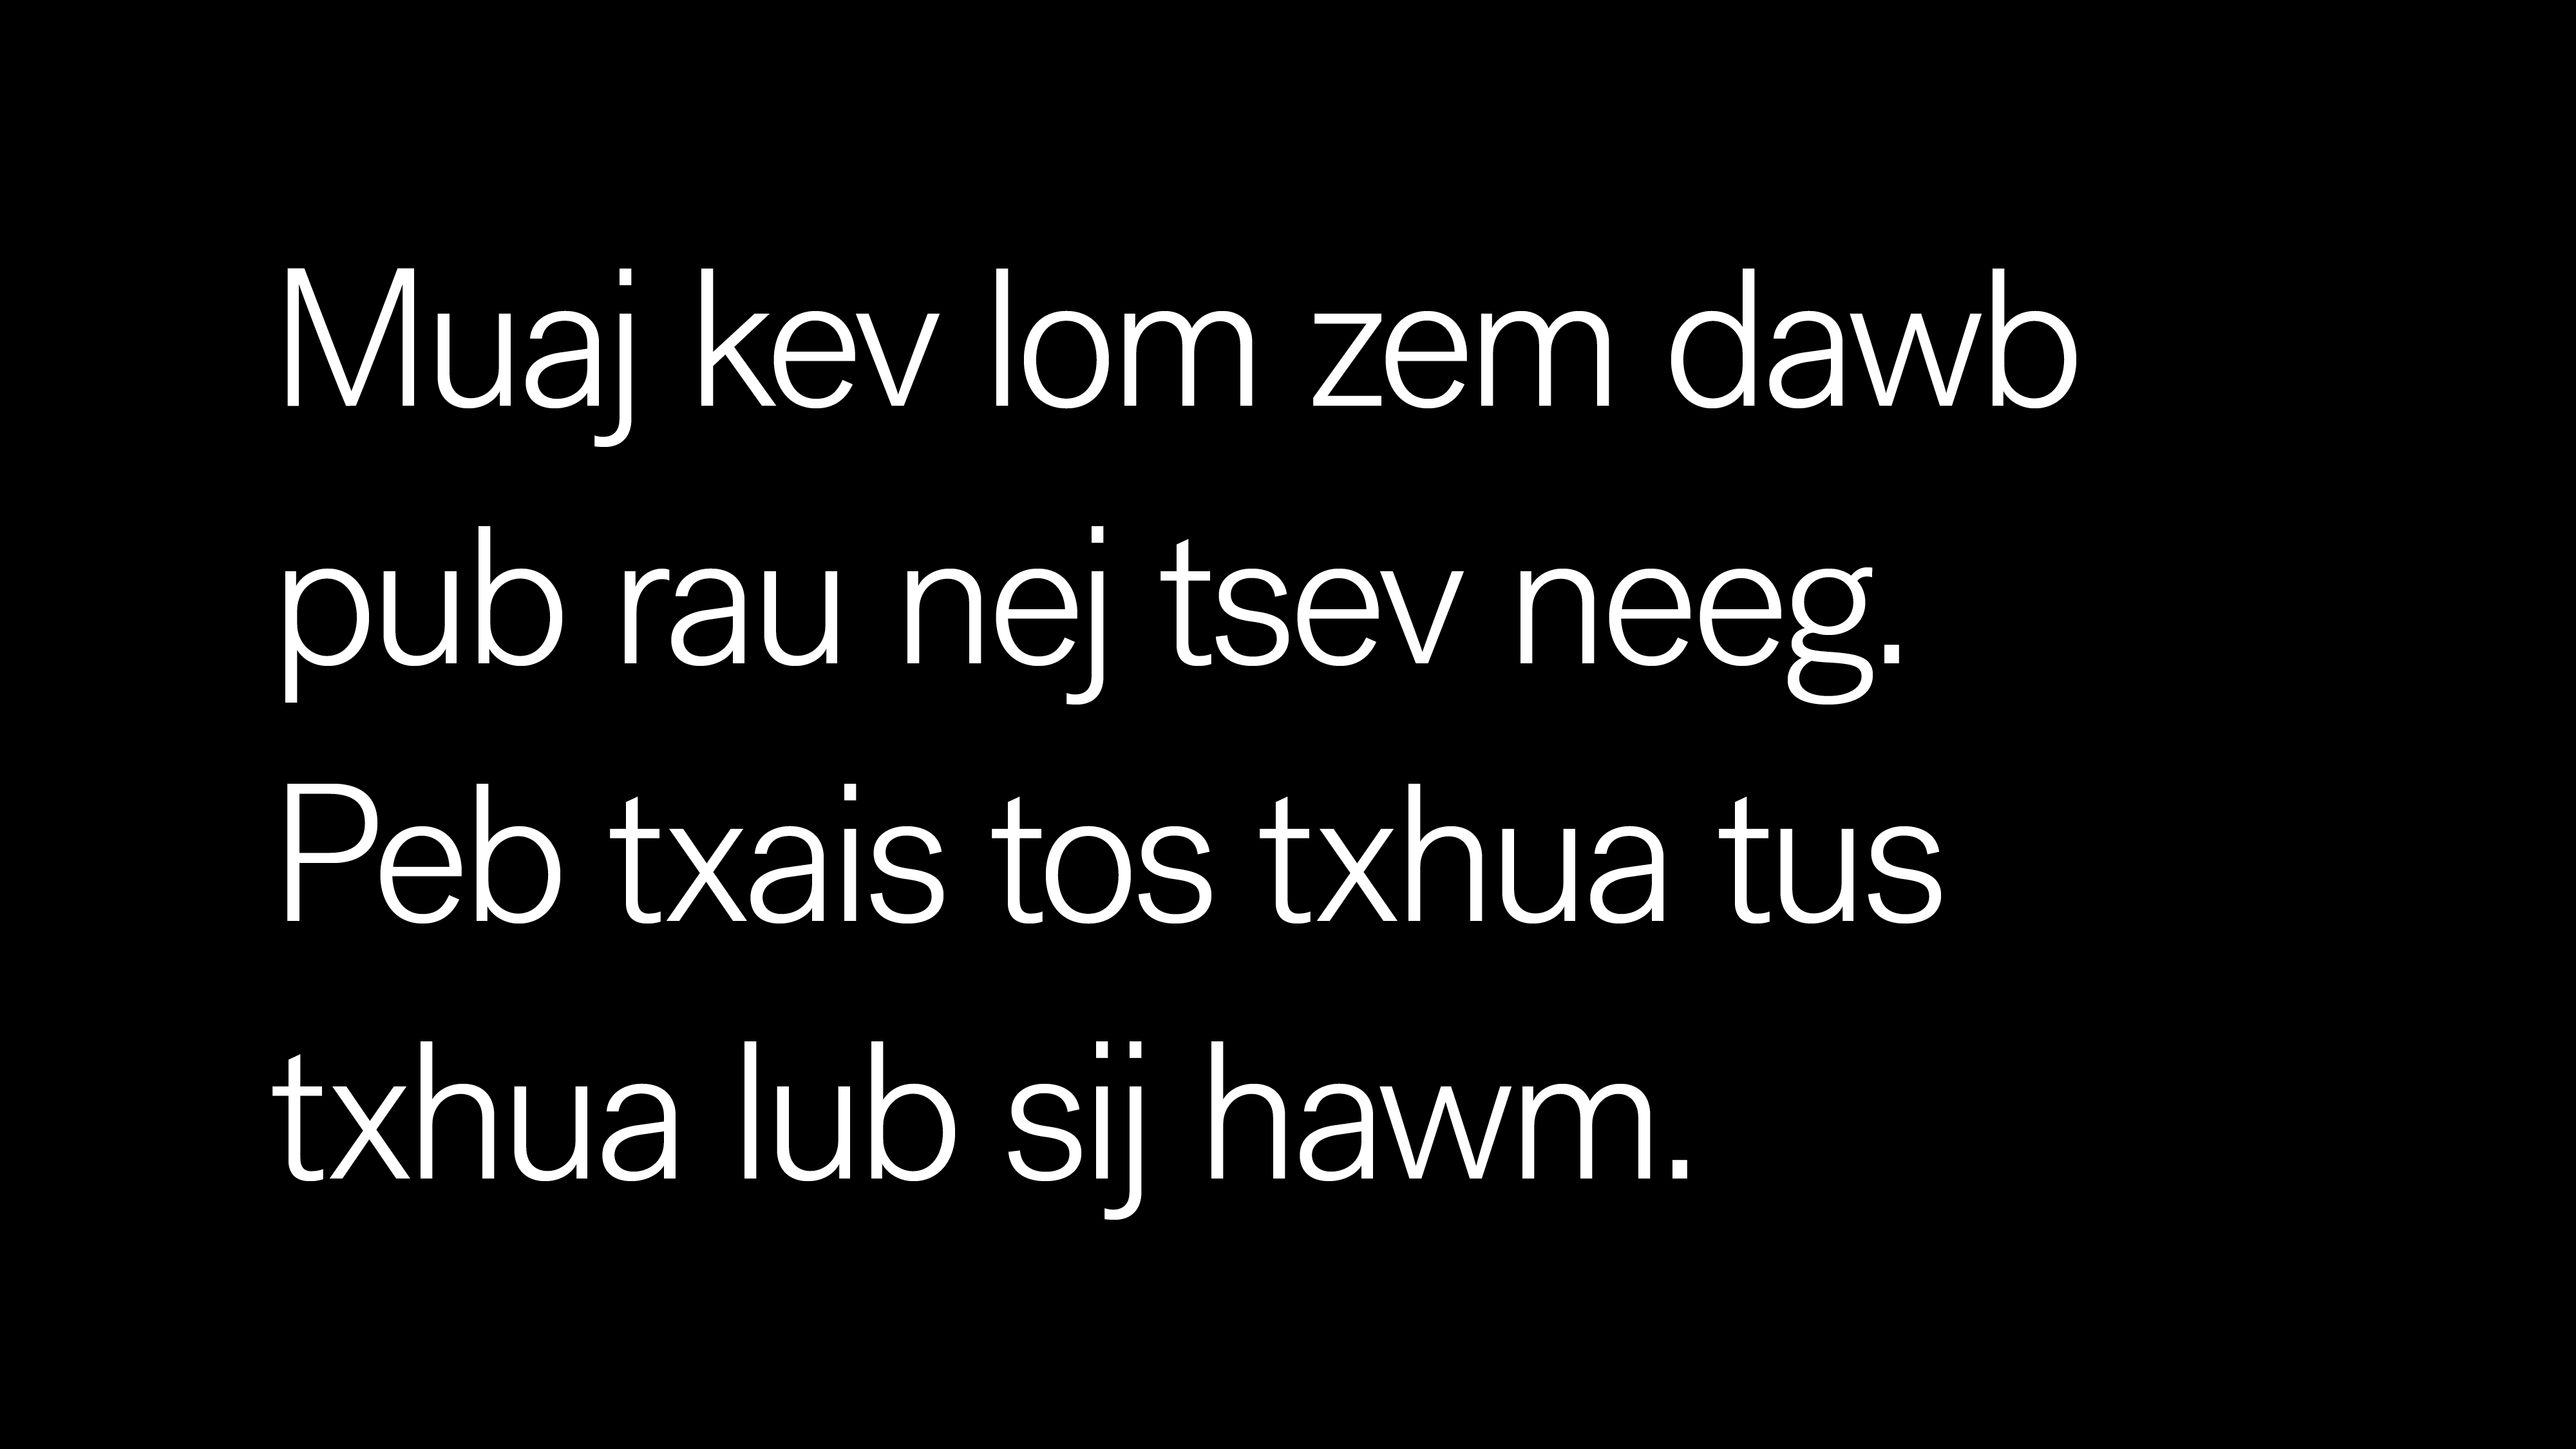 Muaj kev lom zem dawb
pub rau nej tsev neeg.
Peb txais tos txhua tus
txhua lub sij hawm.